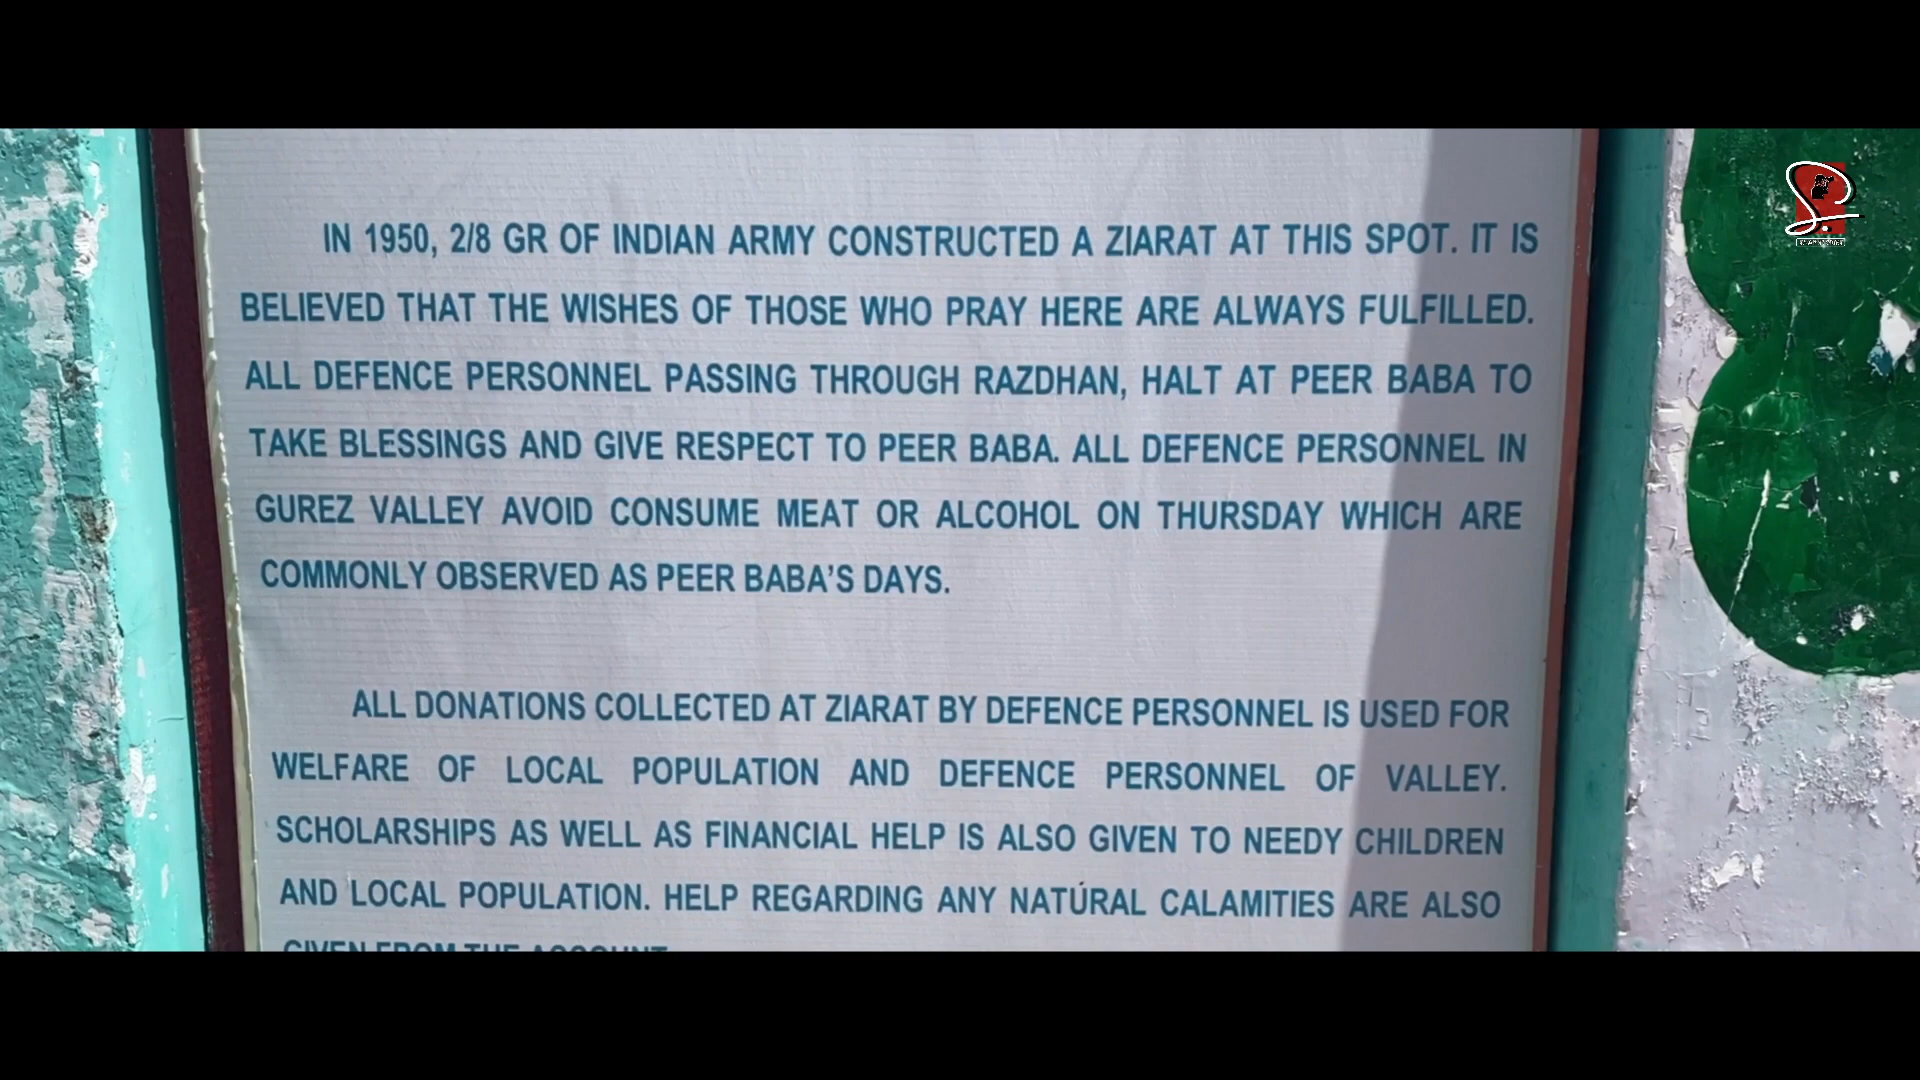 IN 1950, 2/8 GR OF INDIAN ARMY CONSTRUCTED A ZIARAT AT THIS SPOT. IT IS
BELIEVED THAT THE WISHES OF THOSE WHO PRAY HERE ARE ALWAYS FULFILLED.
ALL DEFENCE PERSONNEL PASSING THROUGH RAZDHAN, HALT AT PEER BABA TO
TAKE BLESSINGS AND GIVE RESPECT TO PEER BABA. ALL DEFENCE PERSONNEL IN
GUREZ VALLEY AVOID CONSUME MEAT OR ALCOHOL ON THURSDAY WHICH ARE
COMMONLY OBSERVED AS PEER BABA'S DAYS.
ALL DONATIONS COLLECTED AT ZIARAT BY DEFENCE PERSONNEL IS USED FOR
WELFARE OF LOCAL POPULATION AND DEFENCE PERSONNEL OF VALLEY.
SCHOLARSHIPS AS WELL AS FINANCIAL HELP IS ALSO GIVEN TO NEEDY CHILDREN
AND LOCAL POPULATION. HELP REGARDING ANY NATURAL CALAMITIES ARE ALSO
GIVEN FROM THE ACCOUNT